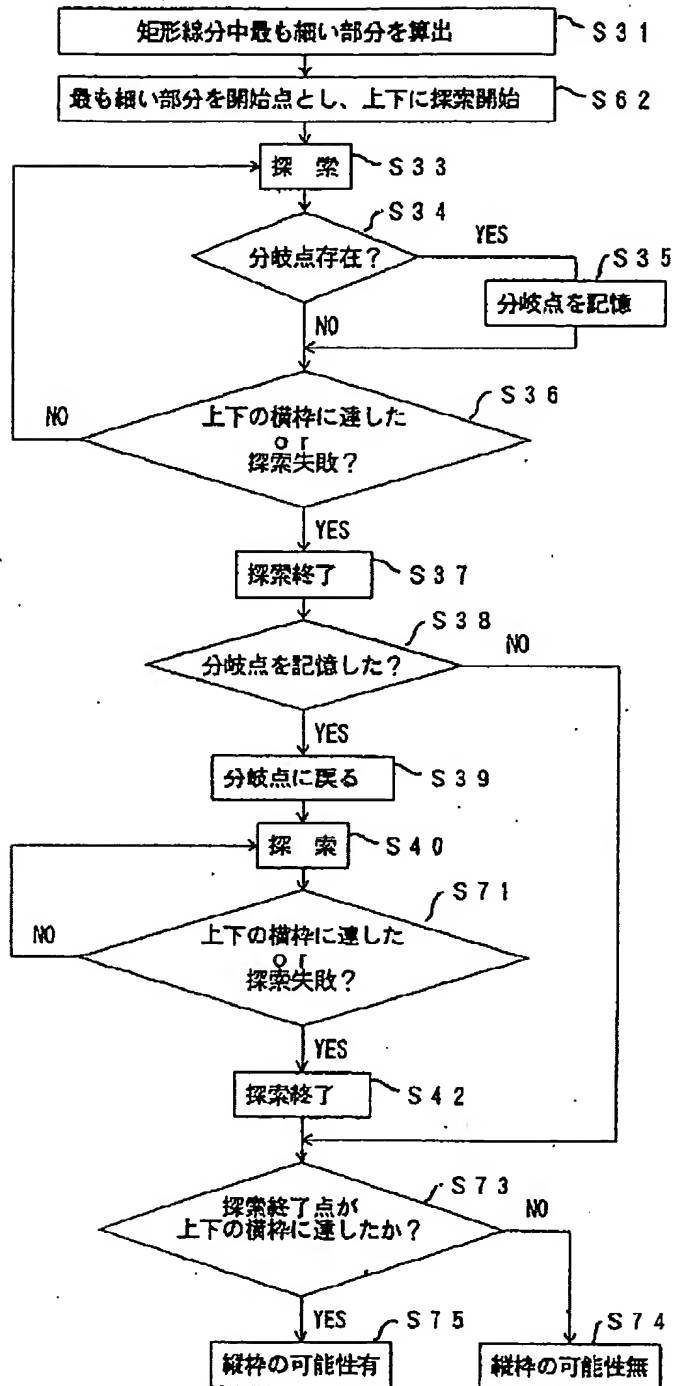 矩形線分中最も細い部分を算出
S31
最も細い部分を開始点とし、上下に探索開始
S62
探 索
S33
S34
分岐点存在？
YES
S35
分岐点を記憶
NO
S36
上下の横枠に達した
or
探索失敗？
NO
YES
探索終了
S37
S38
分岐点を記憶した？
NO
YES
分岐点に戻る
S39
探 索
S40
S71
上下の横枠に達した
or
探索失敗？
NO
YES
探索終了
S42
S73
探索終了点が
上下の横枠に達したか？
NO
YES
S75
縦枠の可能性有
S74
縦枠の可能性無